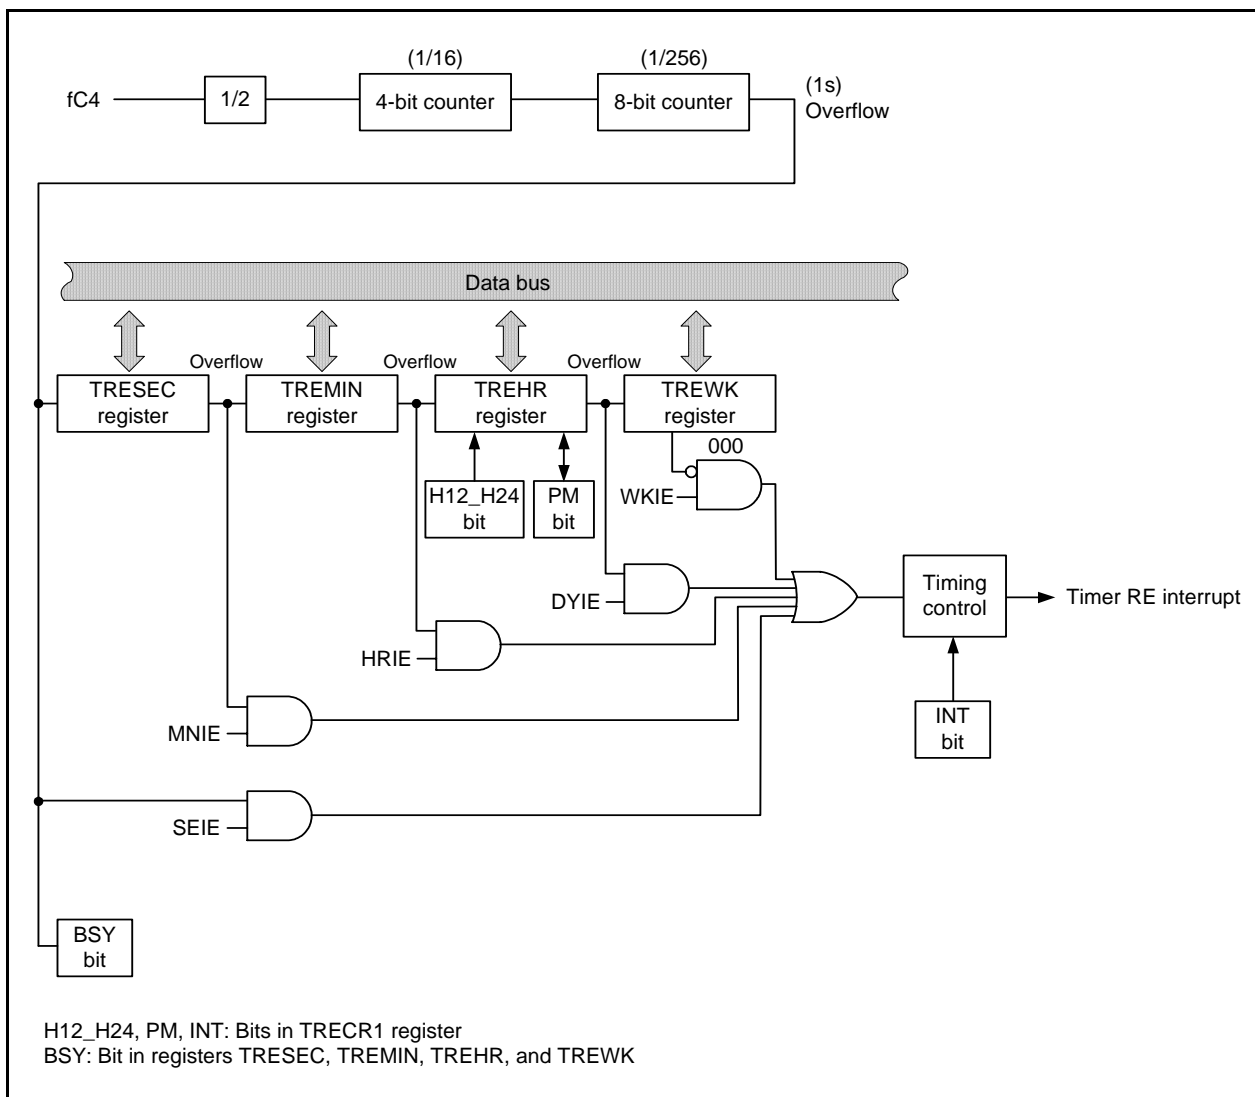 (1/16)
(1/256)
(1s)
fC4
1/2
4-bit counter
8-bit counter
Overflow
Data bus
Overflow
Overflow
Overflow
TRESEC
register
TREMIN
register
TREHR
register
TREWK
register
000
H12_H24
bit
PM
bit
WKIE
DYIE
Timing
control
Timer RE interrupt
HRIE
INT
bit
MNIE
SEIE
BSY
bit
H12_H24, PM, INT: Bits in TRECR1 register
BSY: Bit in registers TRESEC, TREMIN, TREHR, and TREWK